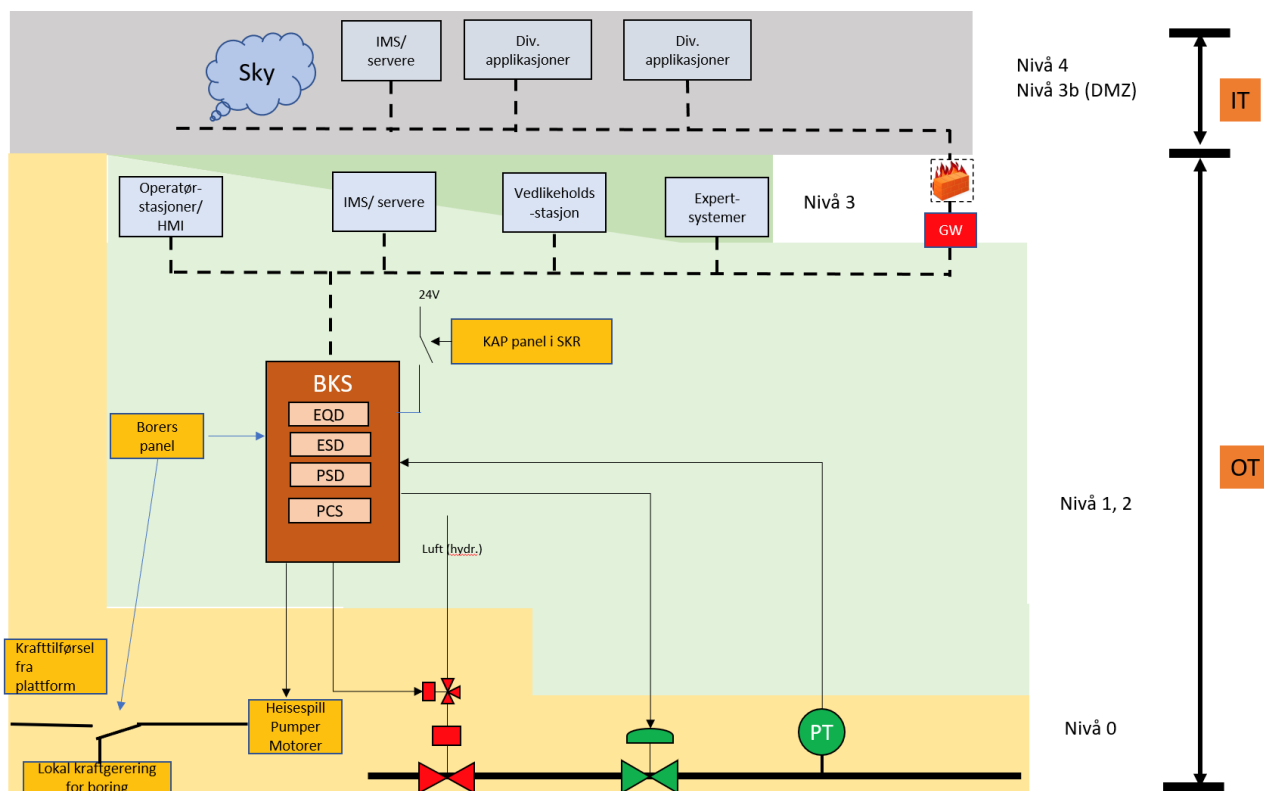 Sky
IMS/
servere
Div.
applikasjoner
Div.
applikasjoner
Nivå 4
Nivå 3b (DMZ)
IT
Operatør-
stasjoner/
HMI
IMS/ servere
Vedlikeholds
-stasjon
Expert-
systemer
Nivå 3
GW
24V
KAP panel i SKR
BKS
EQD
ESD
PSD
PCS
Borers
panel
OT
Nivå 1, 2
Luft (hydr.)
Krafttilførsel
fra
plattform
Heisespill
Pumper
Motorer
PT
Nivå 0
Lokal kraftgerering
for boring